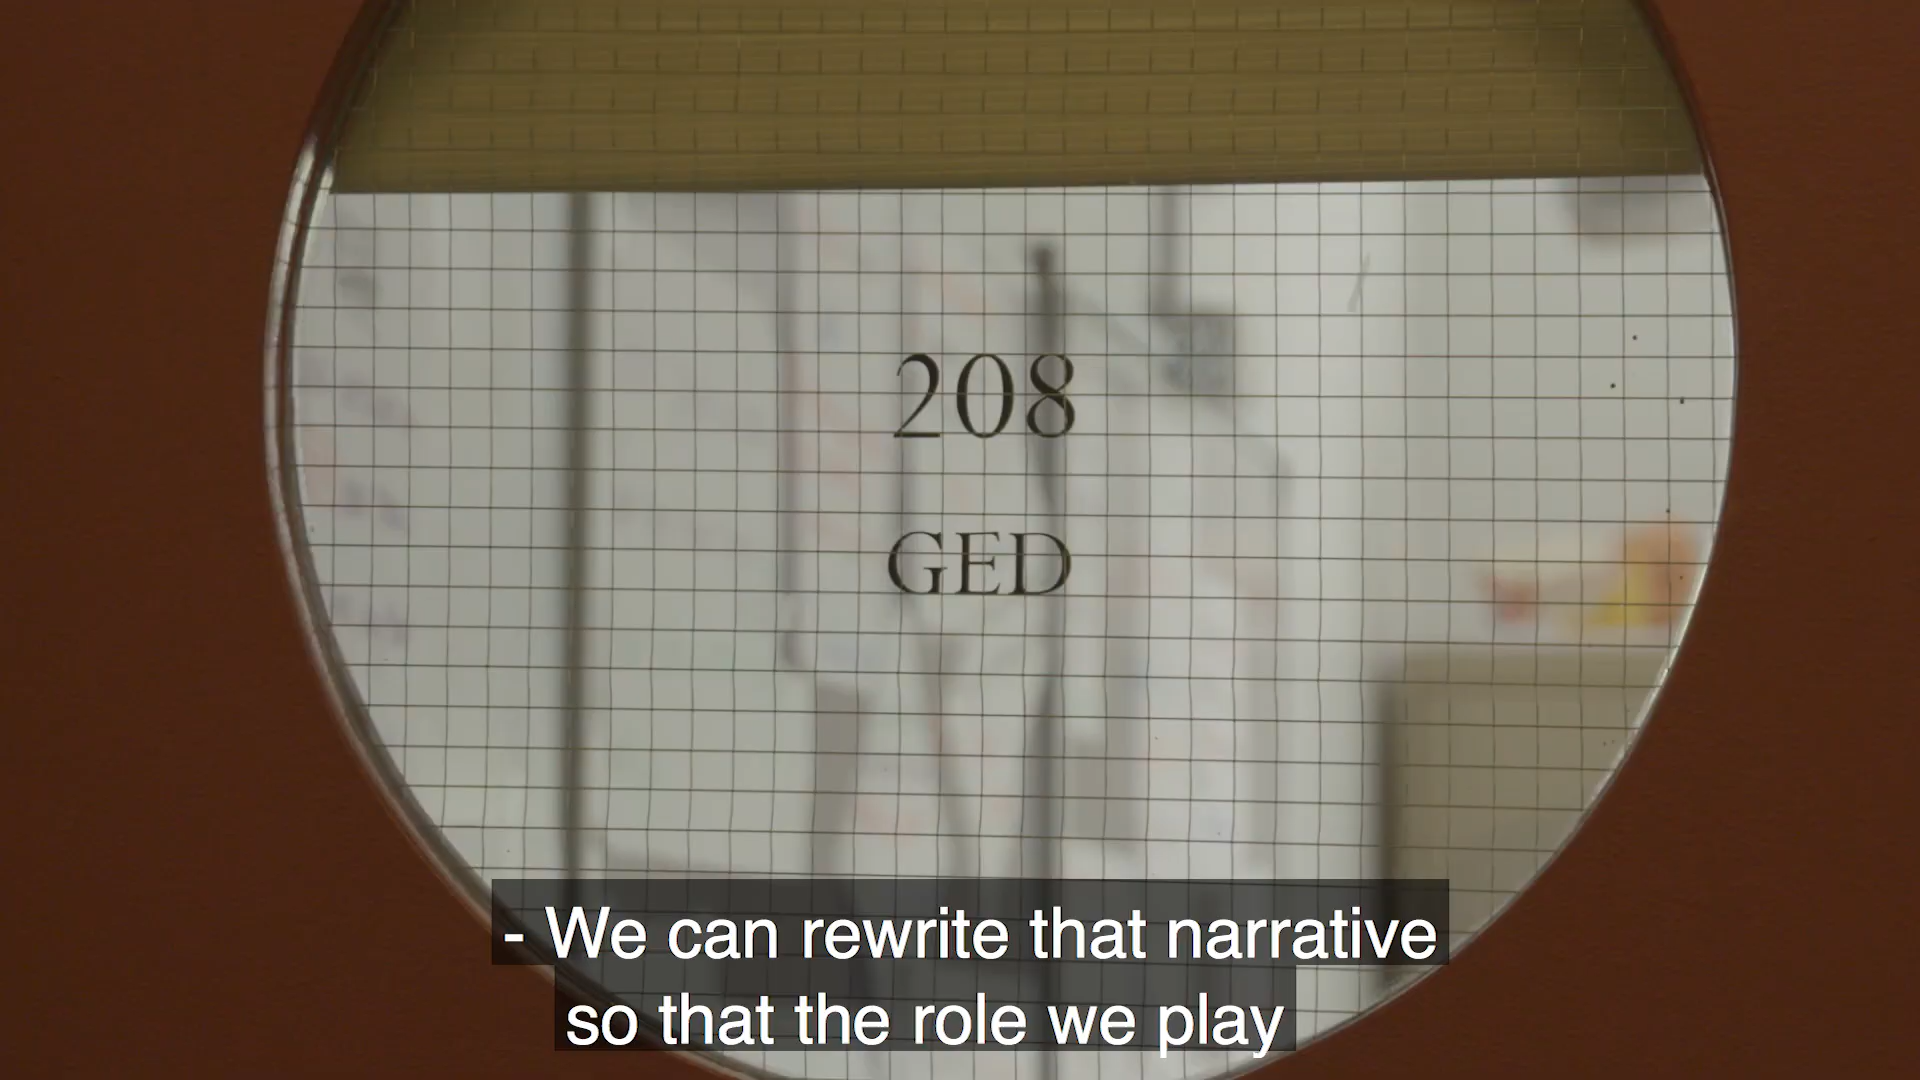 208
GED
- We can rewrite that narrative
so that the role we play